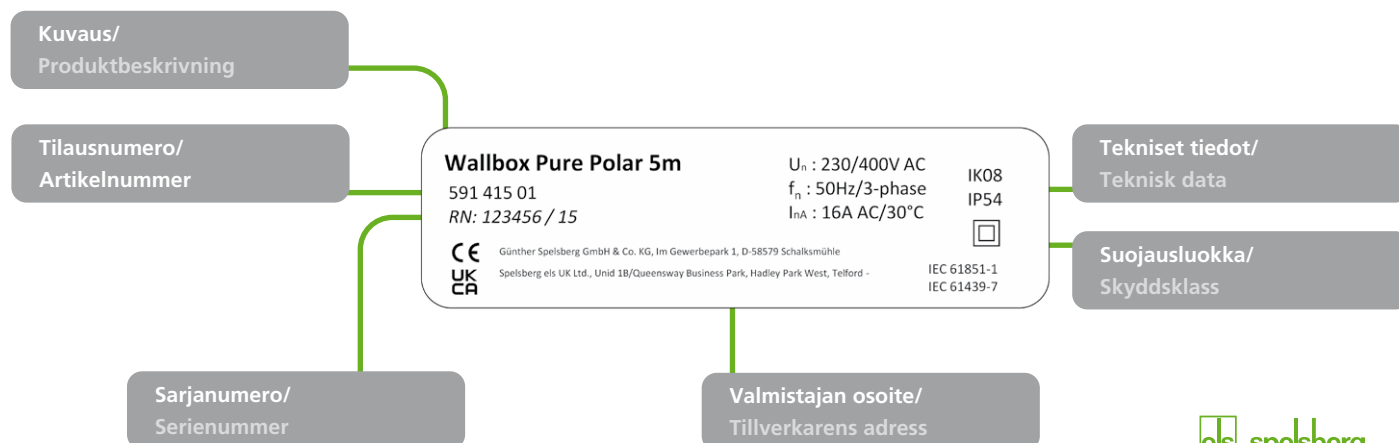 Kuvaus/
Produktbeskrivning
Tilausnumero/
Artikelnummer
Wallbox Pure Polar 5m
591 415 01
RN: 123456 / 15
Uₙ : 230/400V AC
fₙ : 50Hz/3-phase
IₙA : 16A AC/30°C
IK08
IP54
CE
UK
CA
Günther Spelsberg GmbH & Co. KG, Im Gewerbepark 1, D-58579 Schalksmühle
Spelsberg els UK Ltd., Unid 1B/Queensway Business Park, Hadley Park West, Telford -
IEC 61851-1
IEC 61439-7
Tekniset tiedot/
Teknisk data
Suojausluokka/
Skyddsklass
Sarjanumero/
Serienummer
Valmistajan osoite/
Tillverkarens adress
els spelsberg